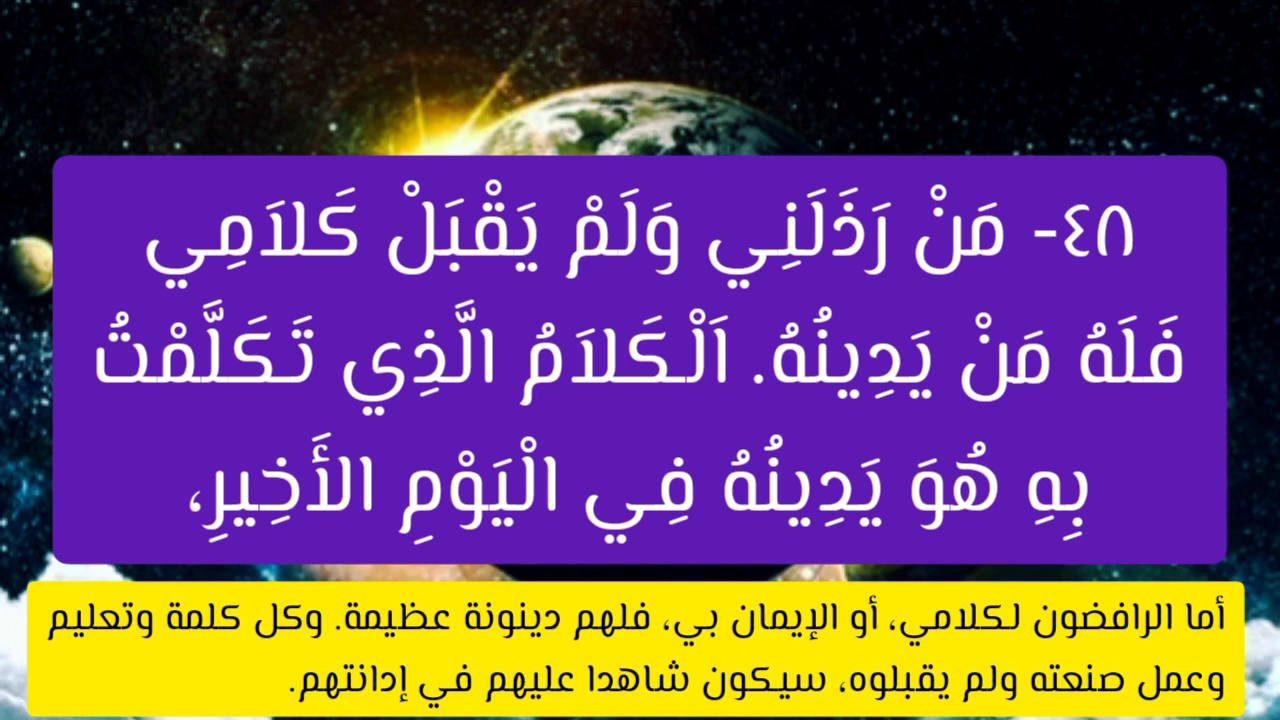 ٤٨- مَنْ رَذَلَنِي وَلَمْ يَقْبَلْ كَلاَمِي
فَلَهُ مَنْ يَدِينُهُ. اَلْكَلاَمُ الَّذِي تَكَلَّمْتُ
بِهِ هُوَ يَدِينُهُ فِي الْيَوْمِ الأَخِيرِ،
أما الرافضون لكلامي، أو الإيمان بي، فلهم دينونة عظيمة. وكل كلمة وتعليم
وعمل صنعته ولم يقبلوه، سيكون شاهدا عليهم في إدانتهم.